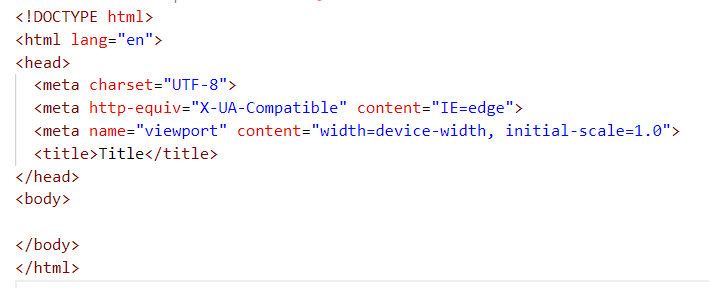 <!DOCTYPE html>
<html lang="en">
<head>
  <meta charset="UTF-8">
  <meta http-equiv="X-UA-Compatible" content="IE=edge">
  <meta name="viewport" content="width=device-width, initial-scale=1.0">
  <title>Title</title>
</head>
<body>

</body>
</html>